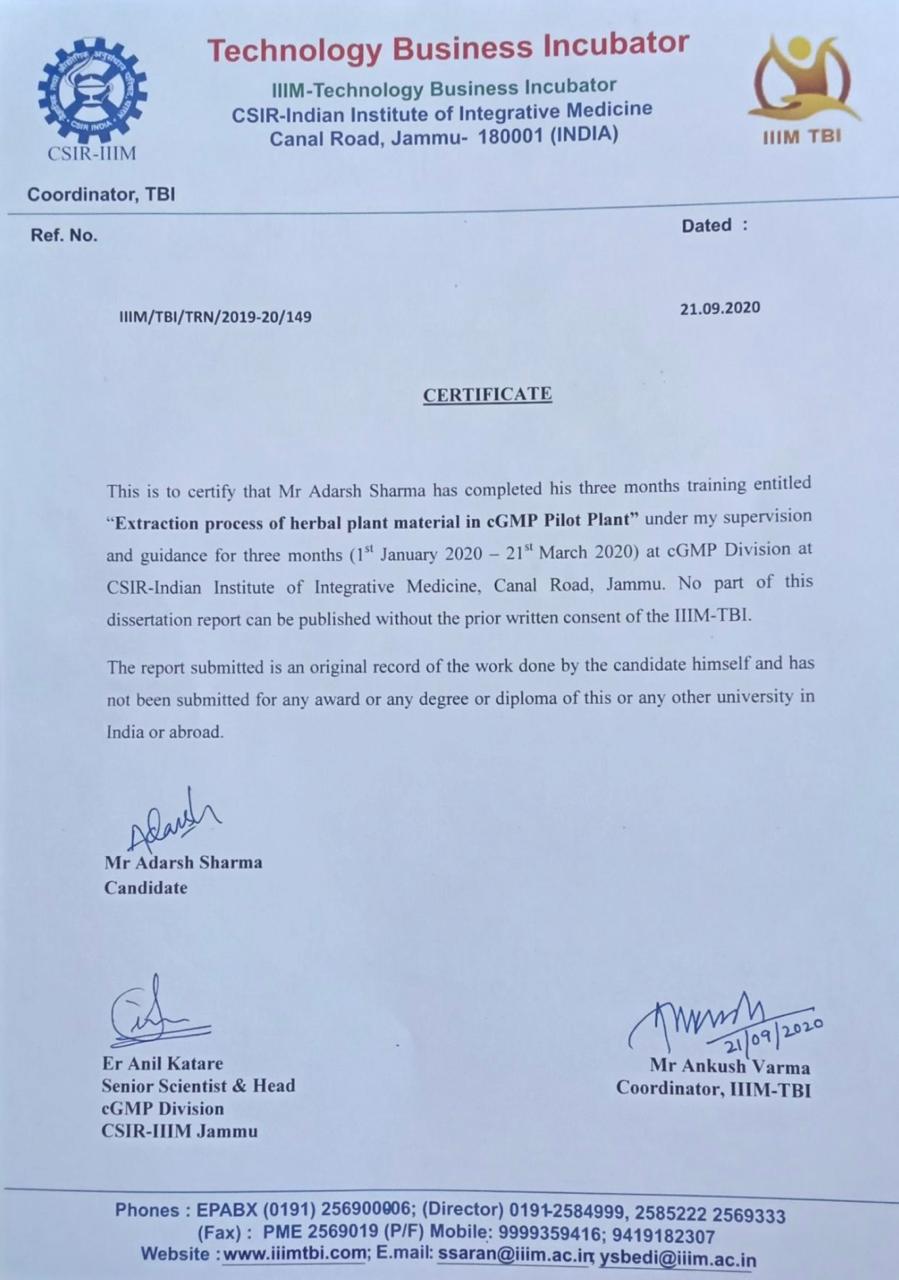 Technology Business Incubator
IIIM-Technology Business Incubator
CSIR-Indian Institute of Integrative Medicine
Canal Road, Jammu- 180001 (INDIA)
CSIR INDIA
CSIR-IIIM
IIIM TBI
Coordinator, TBI
Ref. No.
Dated :
IIIM/TBI/TRN/2019-20/149
21.09.2020
CERTIFICATE
This is to certify that Mr Adarsh Sharma has completed his three months training entitled
“Extraction process of herbal plant material in cGMP Pilot Plant” under my supervision
and guidance for three months (1st January 2020 – 21st March 2020) at cGMP Division at
CSIR-Indian Institute of Integrative Medicine, Canal Road, Jammu. No part of this
dissertation report can be published without the prior written consent of the IIIM-TBI.
The report submitted is an original record of the work done by the candidate himself and has
not been submitted for any award or any degree or diploma of this or any other university in
India or abroad.
Adarsh
Mr Adarsh Sharma
Candidate
Er Anil Katare
Senior Scientist & Head
cGMP Division
CSIR-IIIM Jammu
21/09/2020
Mr Ankush Varma
Coordinator, IIIM-TBI
Phones : EPABX (0191) 256900006; (Director) 0191-2584999, 2585222 2569333
(Fax) : PME 2569019 (P/F) Mobile: 9999359416; 9419182307
Website : www.iiimtbi.com; E.mail: ssaran@iiim.ac.in; ysbedi@iiim.ac.in